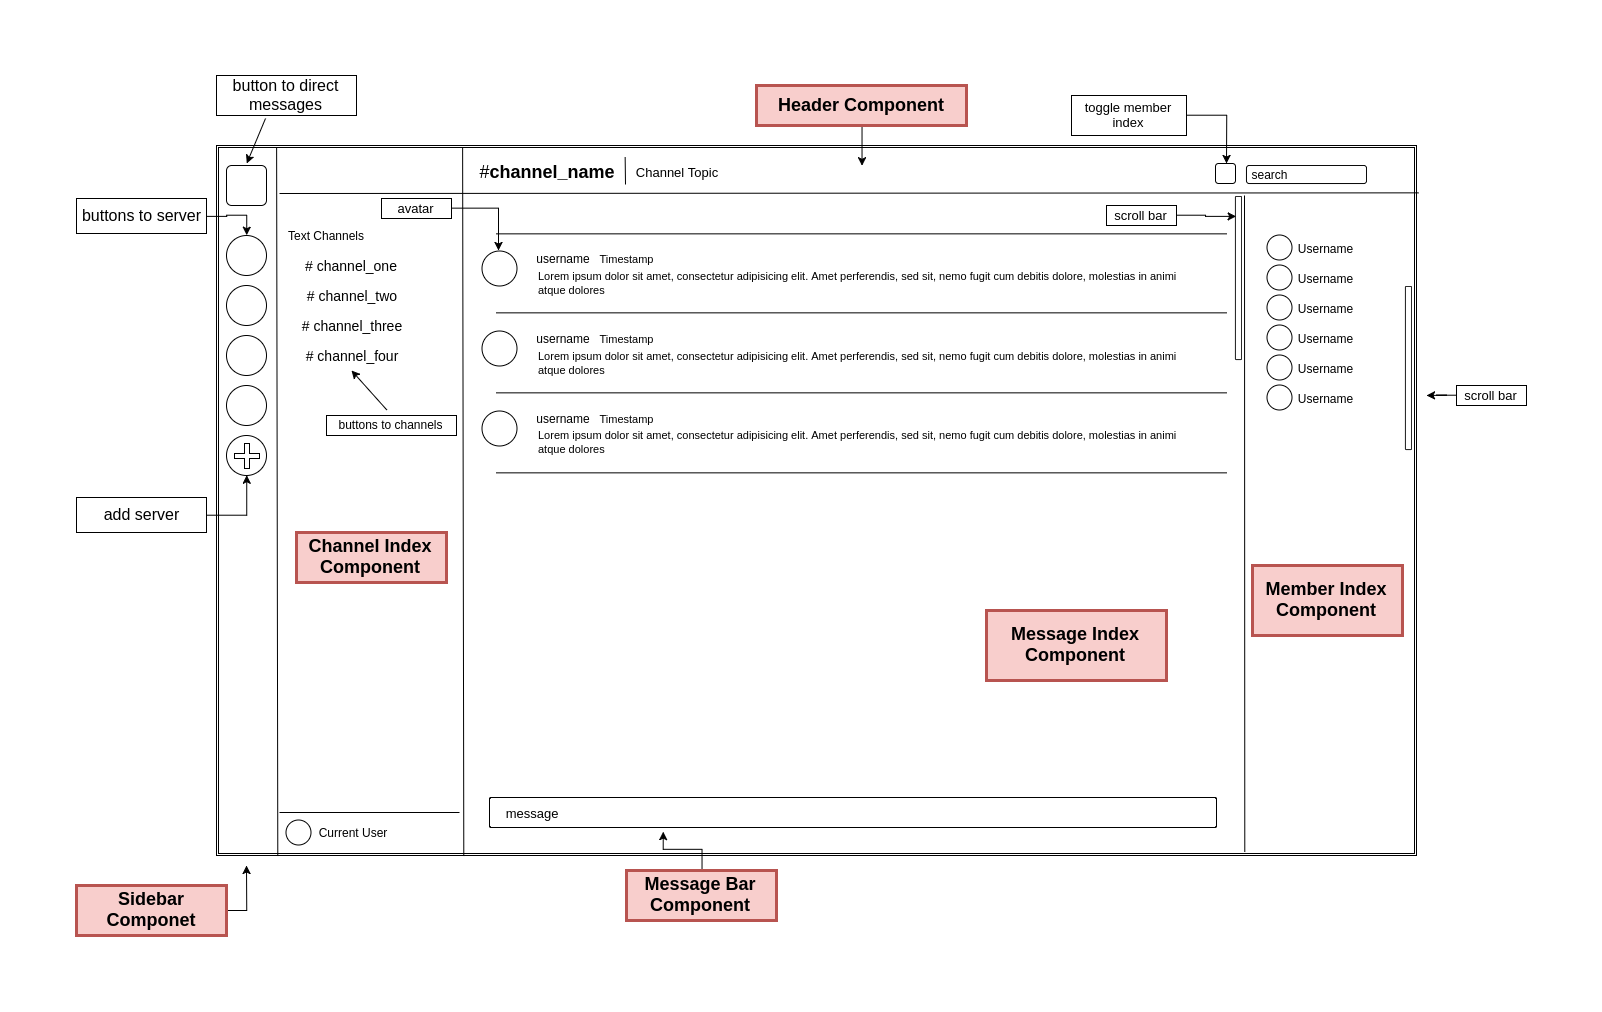 button to direct
messages
Header Component
toggle member
index
#channel_name
Channel Topic
search
buttons to server
avatar
scroll bar
Text Channels
# channel_one
# channel_two
# channel_three
# channel_four
buttons to channels
username Timestamp
Lorem ipsum dolor sit amet, consectetur adipisicing elit. Amet perferendis, sed sit, nemo fugit cum debitis dolore, molestias in animi
atque dolores
username Timestamp
Lorem ipsum dolor sit amet, consectetur adipisicing elit. Amet perferendis, sed sit, nemo fugit cum debitis dolore, molestias in animi
atque dolores
username Timestamp
Lorem ipsum dolor sit amet, consectetur adipisicing elit. Amet perferendis, sed sit, nemo fugit cum debitis dolore, molestias in animi
atque dolores
Username
Username
Username
Username
Username
Username
scroll bar
add server
Channel Index
Component
Member Index
Component
Message Index
Component
message
Current User
Sidebar
Componet
Message Bar
Component